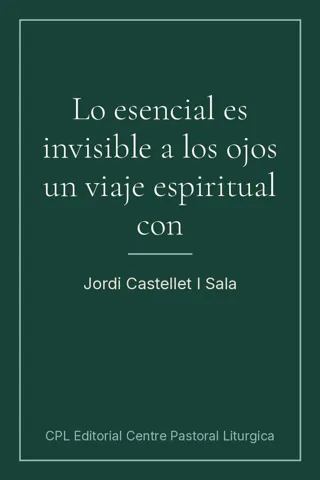 Lo esencial es
invisible a los ojos
un viaje espiritual
con
Jordi Castellet I Sala
CPL Editorial Centre Pastoral Liturgica